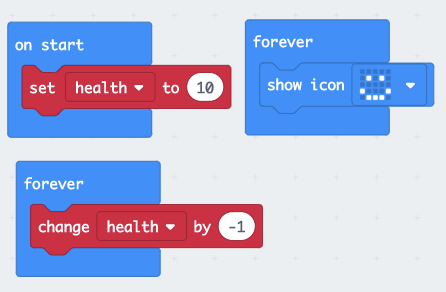 on start
set health to 10
forever
show icon
forever
change health by -1